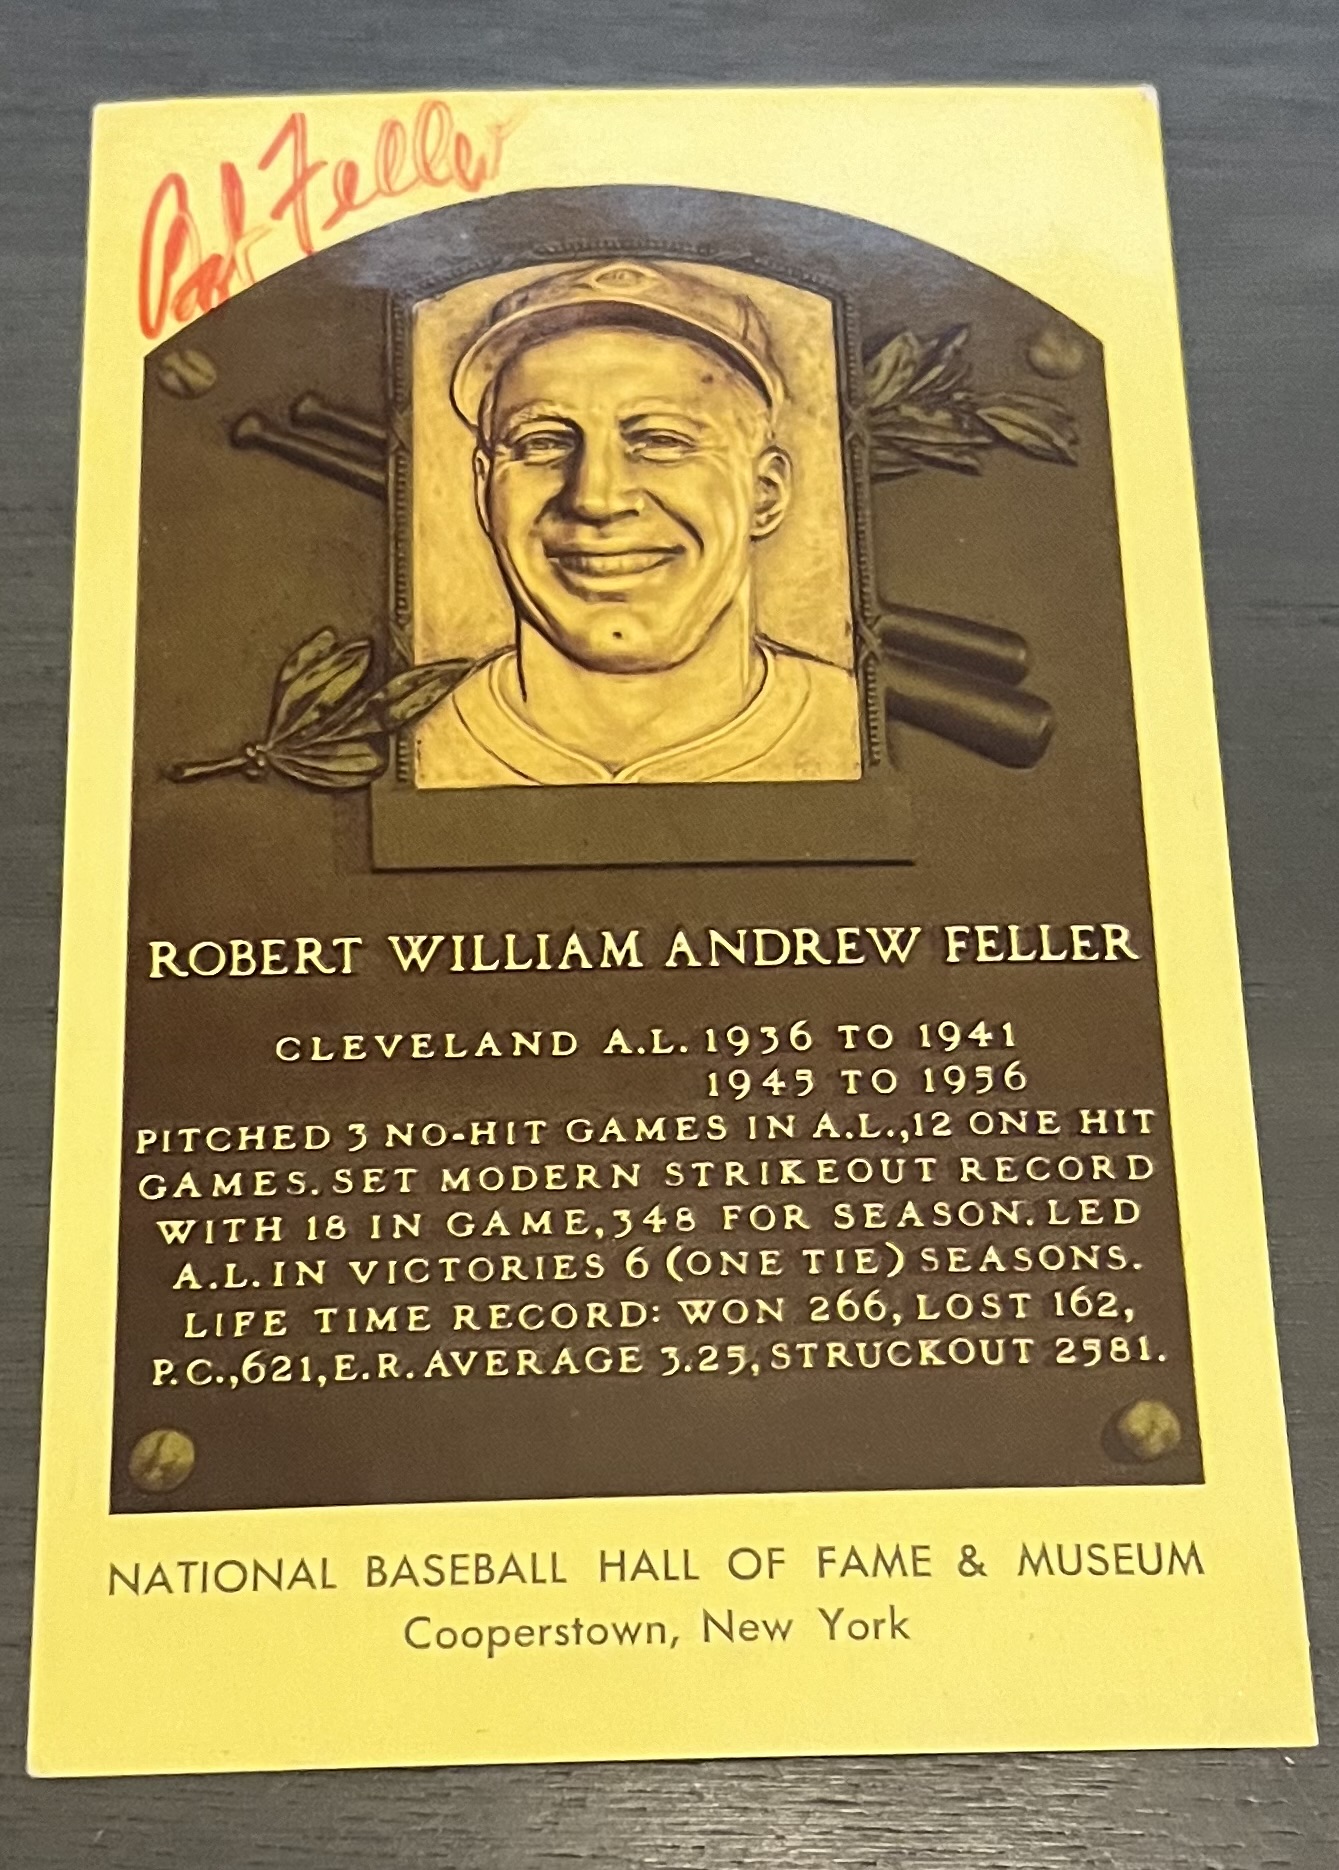 Bob Feller
ROBERT WILLIAM ANDREW FELLER
CLEVELAND A.L. 1936 TO 1941
1945 TO 1956
PITCHED 3 NO-HIT GAMES IN A.L., 12 ONE HIT
GAMES. SET MODERN STRIKEOUT RECORD
WITH 18 IN GAME, 348 FOR SEASON. LED
A.L. IN VICTORIES 6 (ONE TIE) SEASONS.
LIFE TIME RECORD: WON 266, LOST 162,
P.C., 621, E.R. AVERAGE 3.25, STRUCKOUT 2581.
NATIONAL BASEBALL HALL OF FAME & MUSEUM
Cooperstown, New York